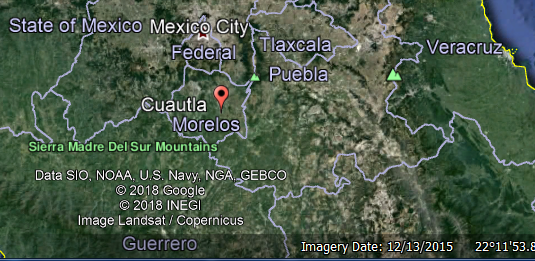 State of Mexico Mexico City
Federal
Tlaxcala
Veracruz
Puebla
Cuautla
Morelos
Sierra Madre Del Sur Mountains
Data SIO, NOAA, U.S. Navy, NGA, GEBCO
© 2018 Google
© 2018 INEGI
Image Landsat / Copernicus
Guerrero
Imagery Date: 12/13/2015 22°11'53.8